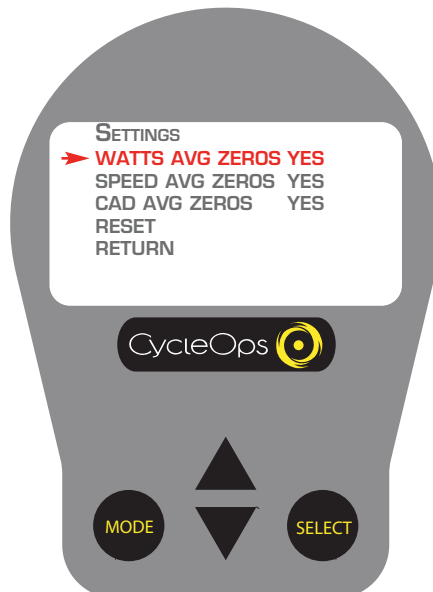 SETTINGS
WATTS AVG ZEROS YES
SPEED AVG ZEROS YES
CAD AVG ZEROS YES
RESET
RETURN
CycleOps
MODE
SELECT